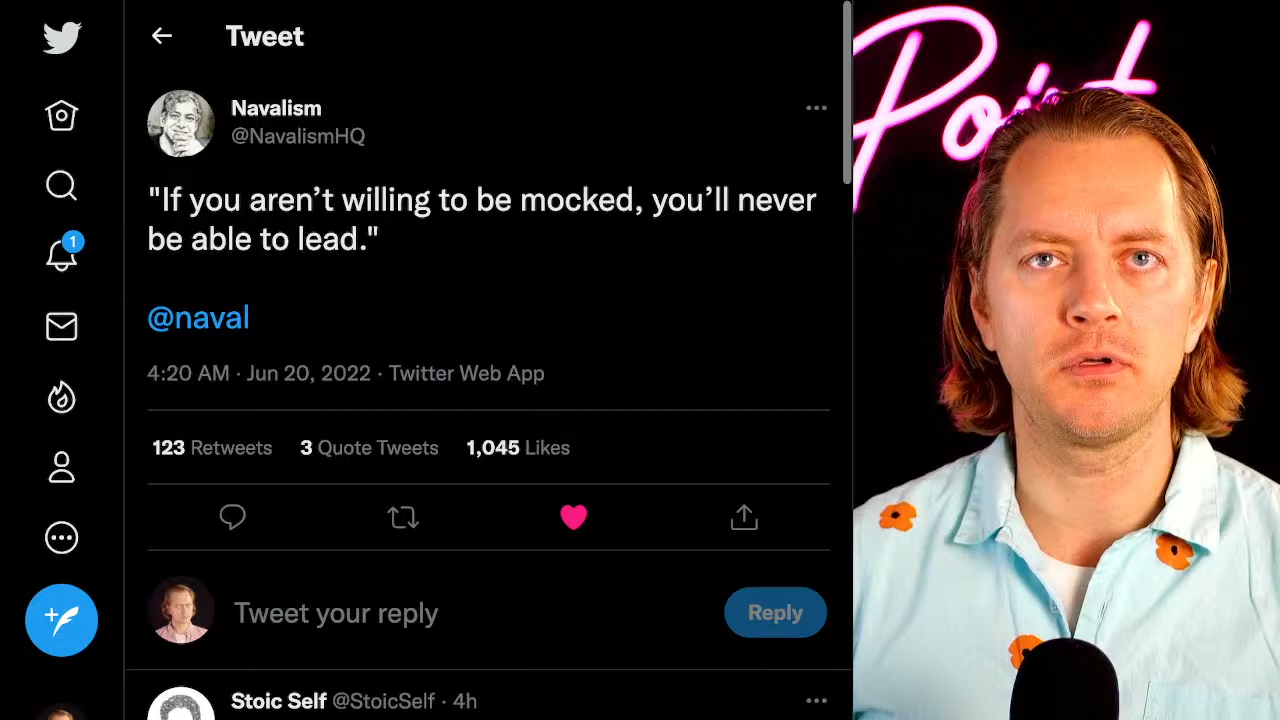 Tweet
Navalism
@NavalismHQ
"If you aren’t willing to be mocked, you’ll never
be able to lead."
@naval
4:20 AM · Jun 20, 2022 · Twitter Web App
123 Retweets 3 Quote Tweets 1,045 Likes
Tweet your reply
Reply
Stoic Self @StoicSelf · 4h
1
Point